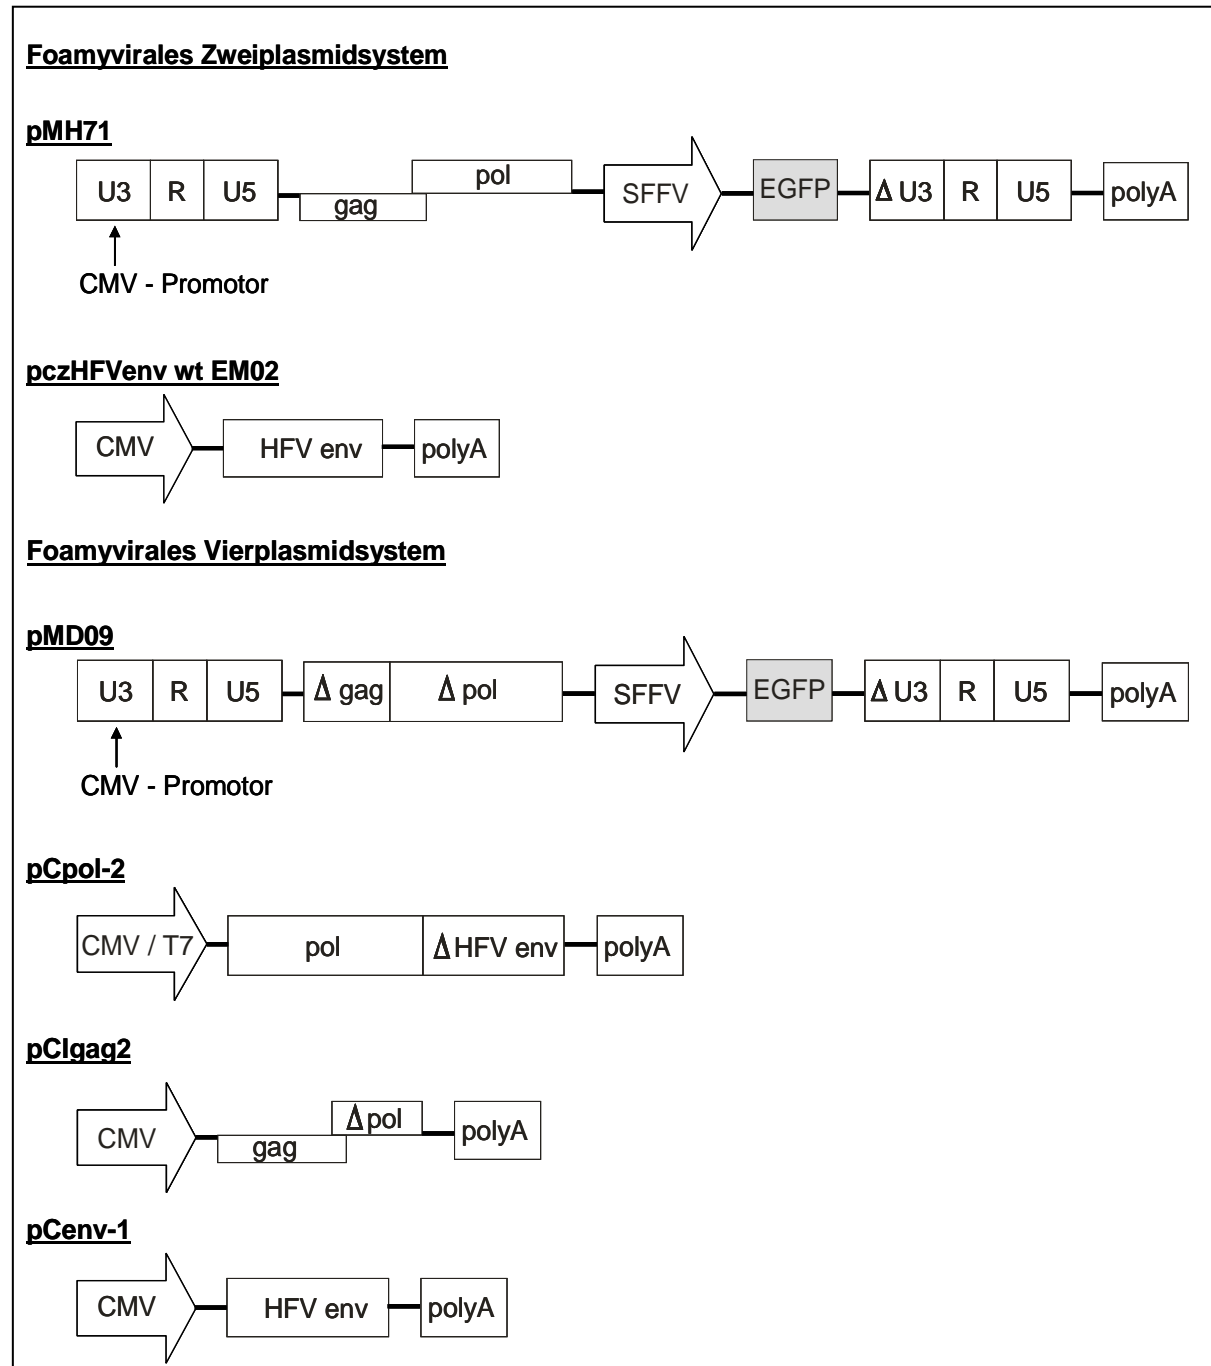 Foamyvirales Zweiplasmidsystem
pMH71
U3 R U5 gag pol SFFV EGFP Δ U3 R U5 polyA
CMV - Promotor
pczHFVenv wt EM02
CMV HFV env polyA
Foamyvirales Vierplasmidsystem
pMD09
U3 R U5 Δ gag Δ pol SFFV EGFP Δ U3 R U5 polyA
CMV - Promotor
pCpol-2
CMV / T7 pol Δ HFV env polyA
pCIgag2
CMV gag Δ pol polyA
pCenv-1
CMV HFV env polyA